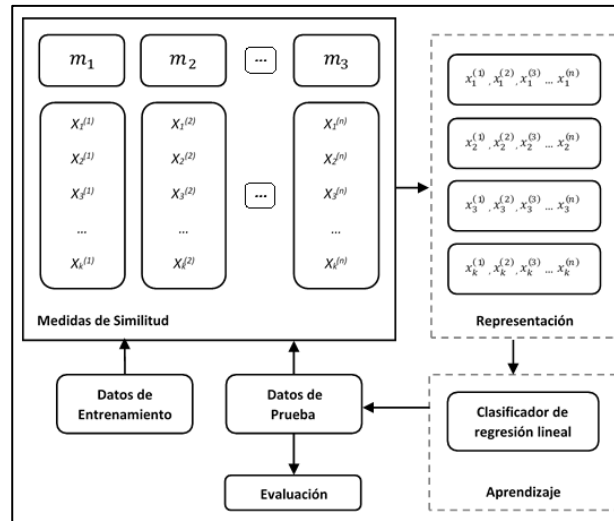 m₁ m₂ ... m₃
X₁⁽¹⁾ X₁⁽²⁾ X₁⁽ⁿ⁾
X₂⁽¹⁾ X₂⁽²⁾ X₂⁽ⁿ⁾
X₃⁽¹⁾ X₃⁽²⁾ ... X₃⁽ⁿ⁾
... ... ...
Xₖ⁽¹⁾ Xₖ⁽²⁾ Xₖ⁽ⁿ⁾
Medidas de Similitud
x₁⁽¹⁾, x₁⁽²⁾, x₁⁽³⁾ ... x₁⁽ⁿ⁾
x₂⁽¹⁾, x₂⁽²⁾, x₂⁽³⁾ ... x₂⁽ⁿ⁾
x₃⁽¹⁾, x₃⁽²⁾, x₃⁽³⁾ ... x₃⁽ⁿ⁾
xₖ⁽¹⁾, xₖ⁽²⁾, xₖ⁽³⁾ ... xₖ⁽ⁿ⁾
Representación
Datos de
Entrenamiento
Datos de
Prueba
Clasificador de
regresión lineal
Evaluación
Aprendizaje